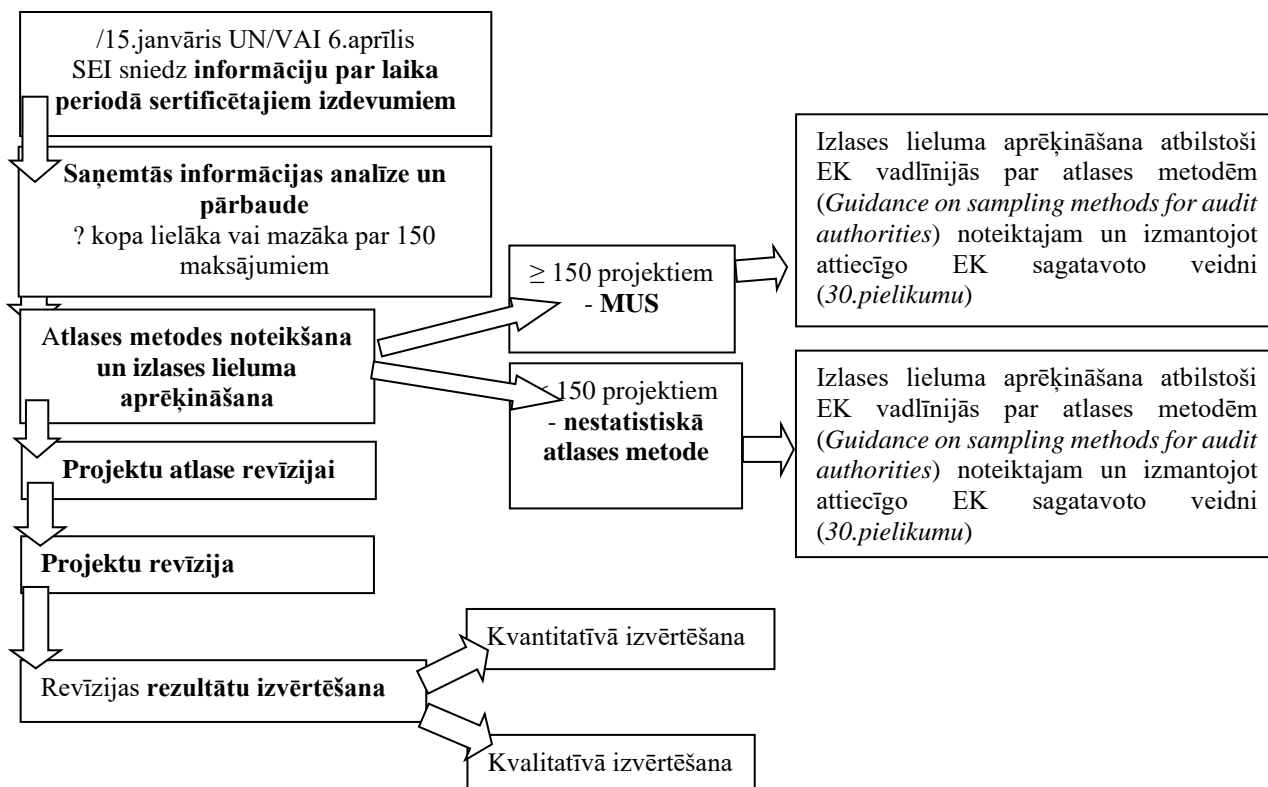 /15.janvāris UN/VAI 6.aprīlis
SEI sniedz informāciju par laika
periodā sertificētajiem izdevumiem
Saņemtās informācijas analīze un
pārbaude
? kopa lielāka vai mazāka par 150
maksājumiem
Atlases metodes noteikšana
un izlases lieluma
aprēķināšana
Projektu atlase revīzijai
Projektu revīzija
Revīzijas rezultātu izvērtēšana
≥ 150 projektiem
- MUS
150 projektiem
- nestatistiskā
atlases metode
Izlases lieluma aprēķināšana atbilstoši
EK vadlīnijās par atlases metodēm
(Guidance on sampling methods for audit
authorities) noteiktajam un izmantojot
attiecīgo EK sagatavoto veidni
(30.pielikumu)
Izlases lieluma aprēķināšana atbilstoši
EK vadlīnijās par atlases metodēm
(Guidance on sampling methods for audit
authorities) noteiktajam un izmantojot
attiecīgo EK sagatavoto veidni
(30.pielikumu)
Kvantitatīvā izvērtēšana
Kvalitatīvā izvērtēšana